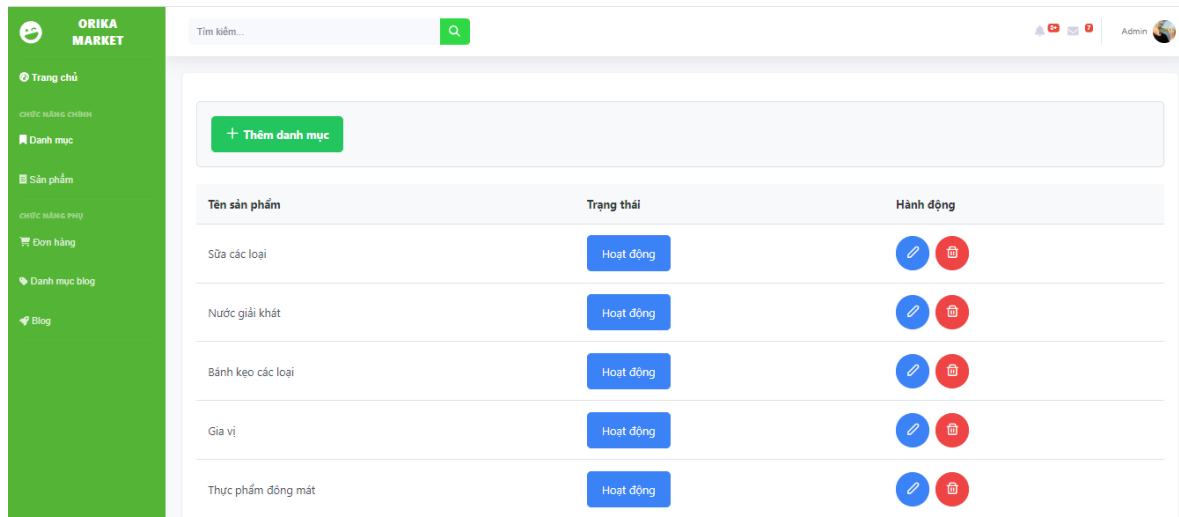 ORIKA
MARKET
Tìm kiếm...
Admin
Trang chủ
CHỨC NĂNG CHÍNH
Danh mục
Sản phẩm
CHỨC NĂNG PHỤ
Đơn hàng
Danh mục blog
Blog
+ Thêm danh mục
Tên sản phẩm Trạng thái Hành động
Sữa các loại Hoạt động
Nước giải khát Hoạt động
Bánh kẹo các loại Hoạt động
Gia vị Hoạt động
Thực phẩm đông mát Hoạt động